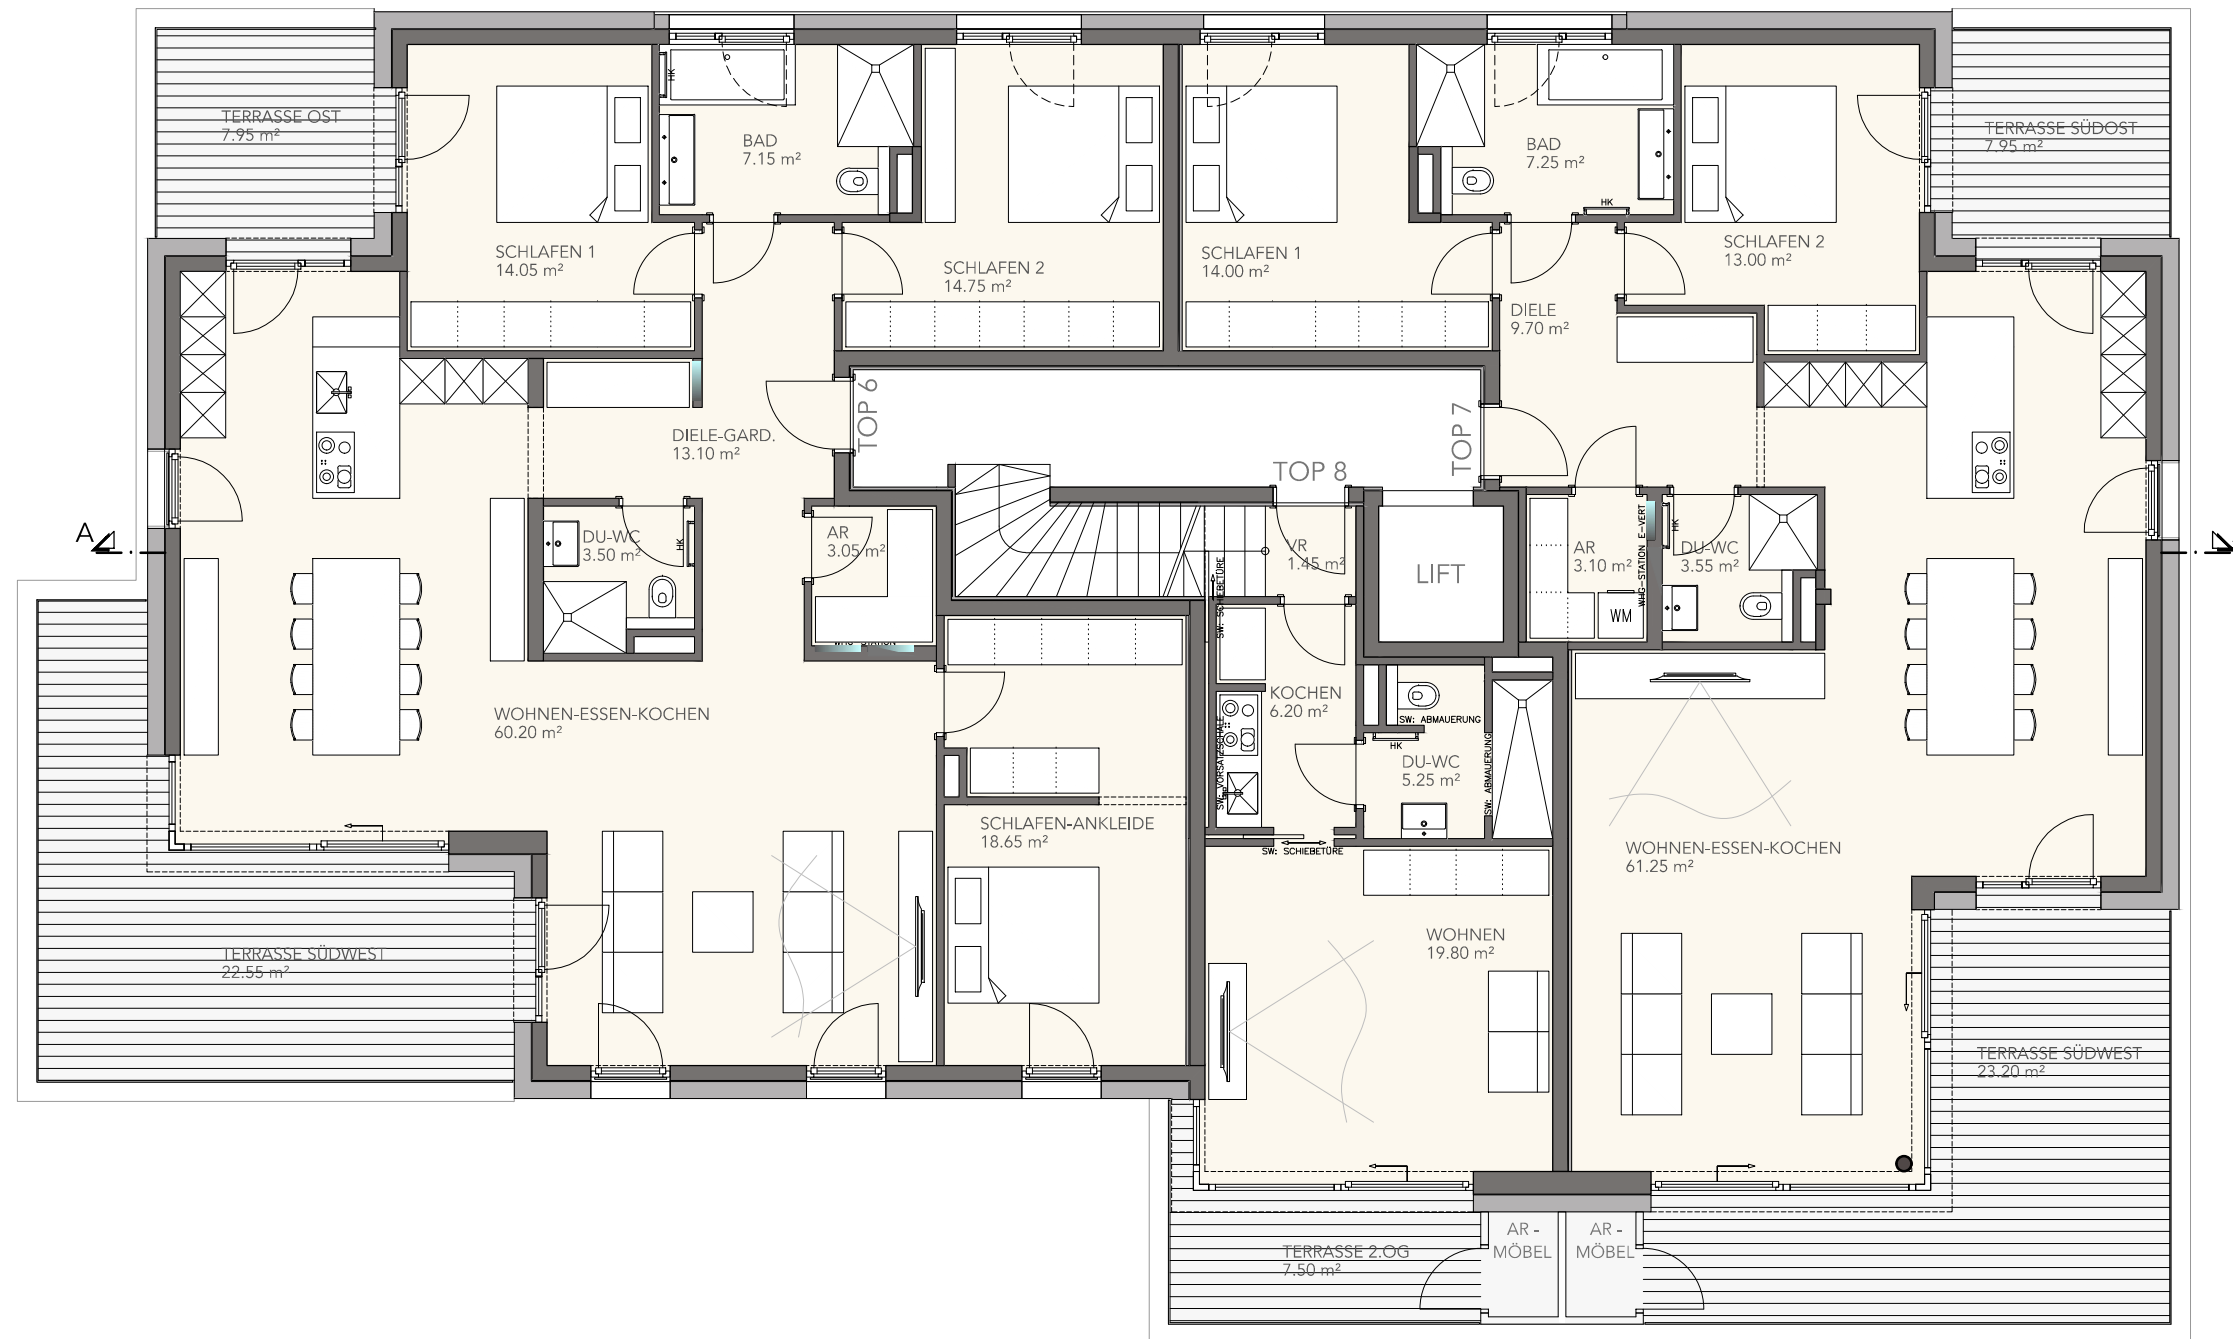 TERRASSE OST
7.95 m²
HK
BAD
7.15 m²
BAD
7.25 m²
HK
TERRASSE SÜDOST
7.95 m²
SCHLAFEN 1
14.05 m²
SCHLAFEN 2
14.75 m²
SCHLAFEN 1
14.00 m²
SCHLAFEN 2
13.00 m²
DIELE
9.70 m²
TOP 6
TOP 7
TOP 8
DIELE-GARD.
13.10 m²
A
DU-WC
3.50 m²
HK
AR
3.05 m²
WHG-STATION
VR
1.45 m²
LIFT
AR
3.10 m²
WHG-STATION E-VERT
WM
HK
DU-WC
3.55 m²
SW: SCHIEBETÜRE
KOCHEN
6.20 m²
SW: VORSATZSCHALE
SW: ABMAUERUNG
HK
DU-WC
5.25 m²
SW: ABMAUERUNG
SW: SCHIEBETÜRE
WOHNEN-ESSEN-KOCHEN
60.20 m²
SCHLAFEN-ANKLEIDE
18.65 m²
WOHNEN-ESSEN-KOCHEN
61.25 m²
WOHNEN
19.80 m²
TERRASSE SÜDWEST
22.55 m²
TERRASSE SÜDWEST
23.20 m²
TERRASSE 2.OG
7.50 m²
AR -
MÖBEL
AR -
MÖBEL